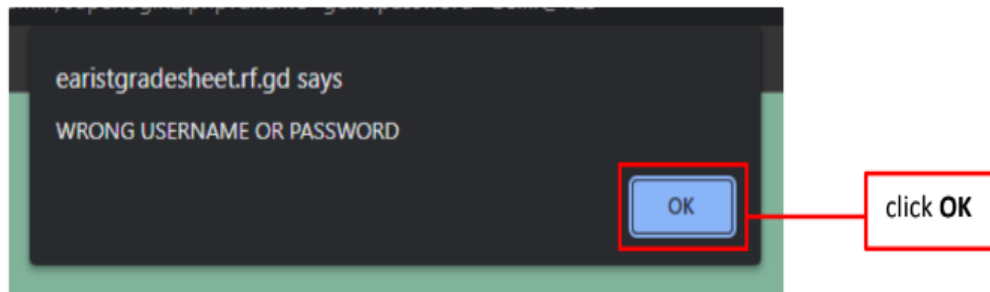 earistgradesheet.rf.gd says
WRONG USERNAME OR PASSWORD
OK
click OK